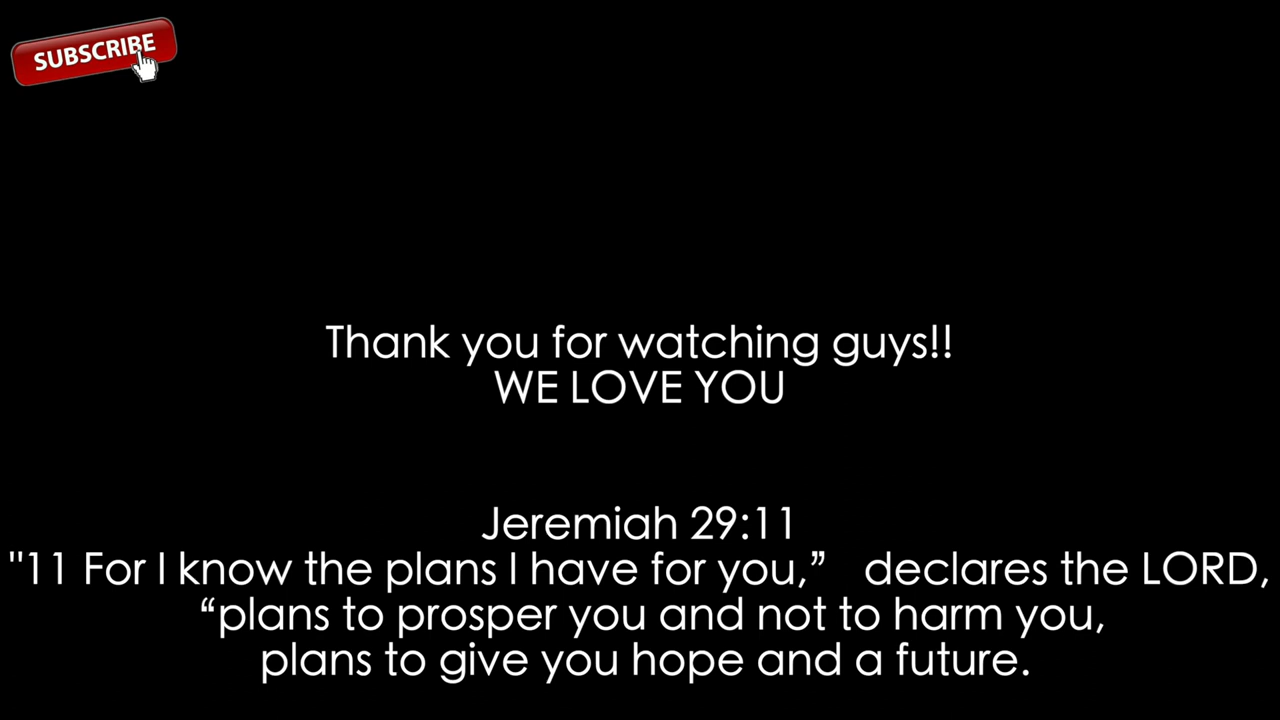 SUBSCRIBE
Thank you for watching guys!!
WE LOVE YOU
Jeremiah 29:11
"11 For I know the plans I have for you,”   declares the LORD,
“plans to prosper you and not to harm you,
plans to give you hope and a future.